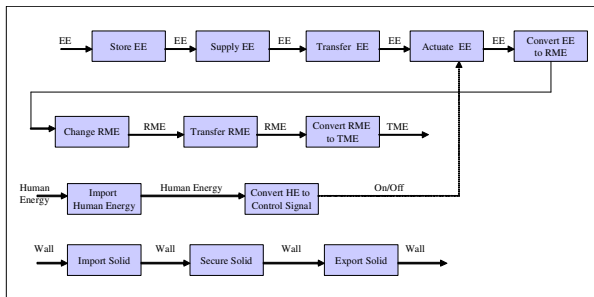 EE Store EE EE Supply EE EE Transfer EE EE Actuate EE EE Convert EE
to RME
Change RME RME Transfer RME RME Convert RME
to TME TME
Human
Energy Import
Human Energy Human Energy Convert HE to
Control Signal On/Off
Wall Import Solid Wall Secure Solid Wall Export Solid Wall